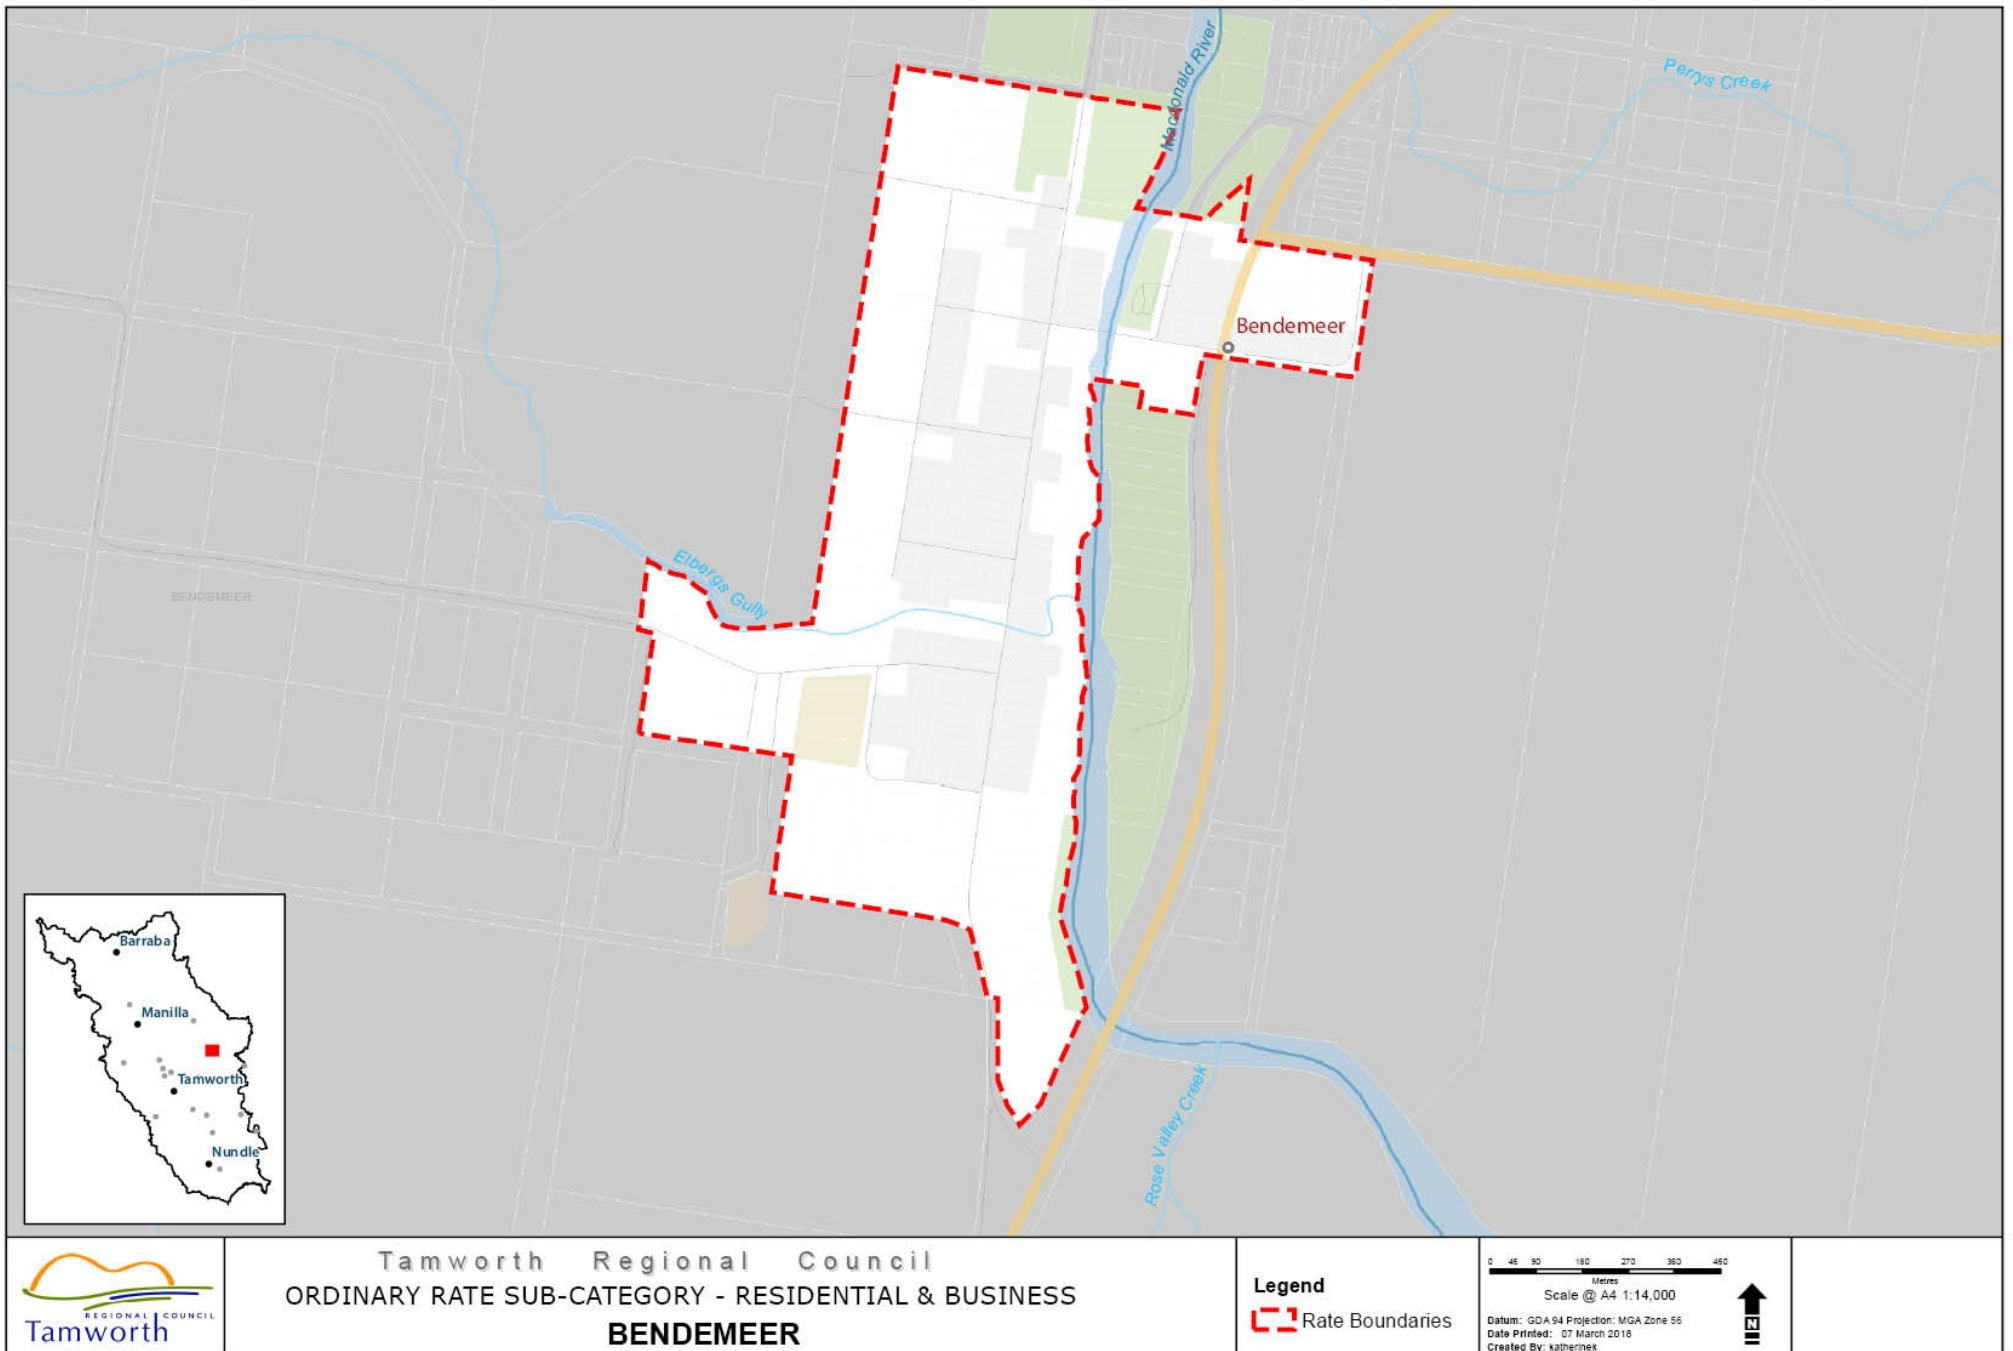 Macdonald River
Perrys Creek
Bendemeer
Elbergs Gully
BENDEMEER
Rose Valley Creek
Barraba
Manilla
Tamworth
Nundle
REGIONAL COUNCIL
Tamworth
Tamworth Regional Council
ORDINARY RATE SUB-CATEGORY - RESIDENTIAL & BUSINESS
BENDEMEER
Legend
Rate Boundaries
0 45 90 180 270 360 450
Metres
Scale @ A4 1:14,000
Datum: GDA 94 Projection: MGA Zone 56
Date Printed: 07 March 2018
Created By: katherinek
N